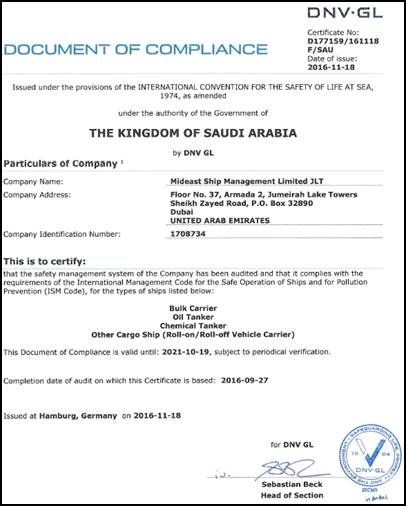 DNV·GL
DOCUMENT OF COMPLIANCE
Certificate No:
D177159/161118
F/SAU
Date of issue:
2016-11-18
Issued under the provisions of the INTERNATIONAL CONVENTION FOR THE SAFETY OF LIFE AT SEA,
1974, as amended
under the authority of the Government of
THE KINGDOM OF SAUDI ARABIA
by DNV GL
Particulars of Company 1
Company Name: Mideast Ship Management Limited JLT
Company Address: Floor No. 37, Armada 2, Jumeirah Lake Towers
Sheikh Zayed Road, P.O. Box 32890
Dubai
UNITED ARAB EMIRATES
Company Identification Number: 1708734
This is to certify:
that the safety management system of the Company has been audited and that it complies with the
requirements of the International Management Code for the Safe Operation of Ships and for Pollution
Prevention (ISM Code), for the types of ships listed below:
Bulk Carrier
Oil Tanker
Chemical Tanker
Other Cargo Ship (Roll-on/Roll-off Vehicle Carrier)
This Document of Compliance is valid until: 2021-10-19, subject to periodical verification.
Completion date of audit on which this Certificate is based: 2016-09-27
Issued at Hamburg, Germany on 2016-11-18
for DNV GL
Sebastian Beck
Head of Section
DNV·GL